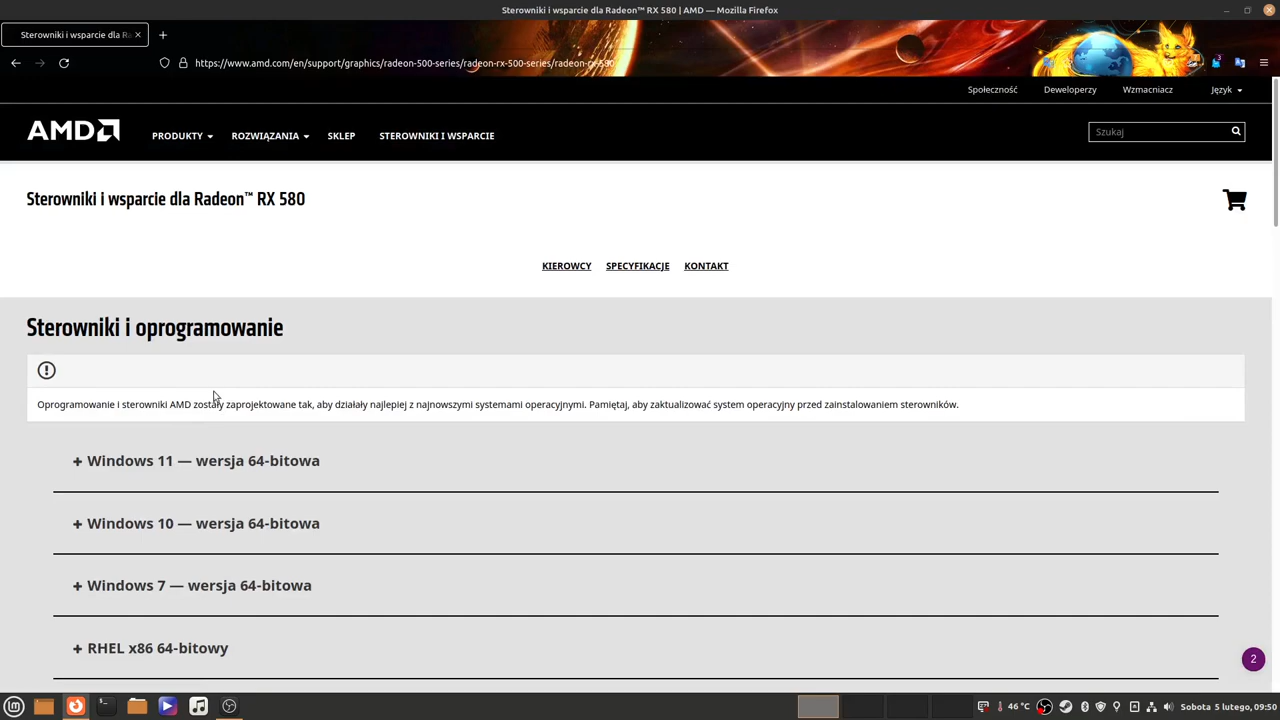 Sterowniki i wsparcie dla Radeon™ RX 580 | AMD — Mozilla Firefox
Sterowniki i wsparcie dla Ra
https://www.amd.com/en/support/graphics/radeon-500-series/radeon-rx-500-series/radeon-rx-580
3
Społeczność Deweloperzy Wzmacniacz Język
AMD PRODUKTY ROZWIĄZANIA SKLEP STEROWNIKI I WSPARCIE Szukaj
Sterowniki i wsparcie dla Radeon™ RX 580
KIEROWCY SPECYFIKACJE KONTAKT
Sterowniki i oprogramowanie
Oprogramowanie i sterowniki AMD zostały zaprojektowane tak, aby działały najlepiej z najnowszymi systemami operacyjnymi. Pamiętaj, aby zaktualizować system operacyjny przed zainstalowaniem sterowników.
+ Windows 11 — wersja 64-bitowa
+ Windows 10 — wersja 64-bitowa
+ Windows 7 — wersja 64-bitowa
+ RHEL x86 64-bitowy
2
46 °C Sobota 5 lutego, 09:50